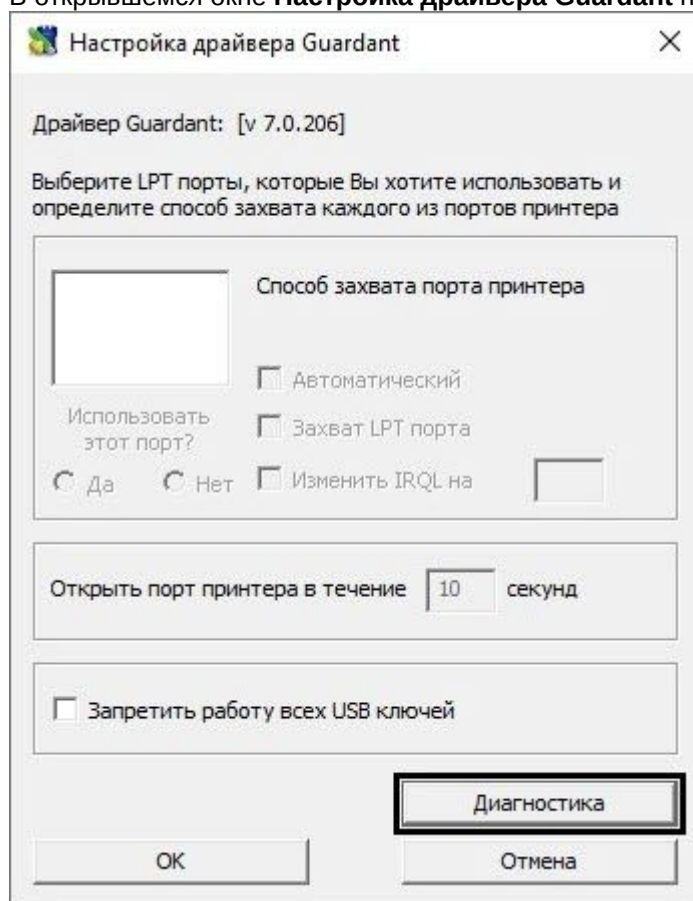 В открывшемся окне Настройка драйвера Guardant
Настройка драйвера Guardant
Драйвер Guardant: [v 7.0.206]
Выберите LPT порты, которые Вы хотите использовать и
определите способ захвата каждого из портов принтера
Способ захвата порта принтера
Автоматический
Использовать
этот порт?
Захват LPT порта
Да Нет Изменить IRQL на
Открыть порт принтера в течение 10 секунд
Запретить работу всех USB ключей
Диагностика
OK Отмена